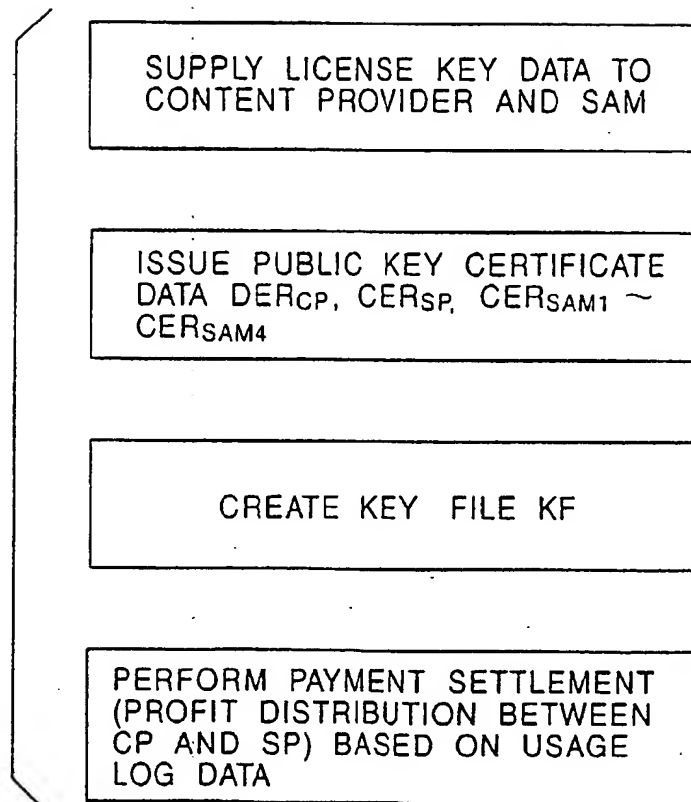 SUPPLY LICENSE KEY DATA TO
CONTENT PROVIDER AND SAM
ISSUE PUBLIC KEY CERTIFICATE
DATA DERCP, CERSP, CERSAM1 ~
CERSAM4
CREATE KEY FILE KF
PERFORM PAYMENT SETTLEMENT
(PROFIT DISTRIBUTION BETWEEN
CP AND SP) BASED ON USAGE
LOG DATA